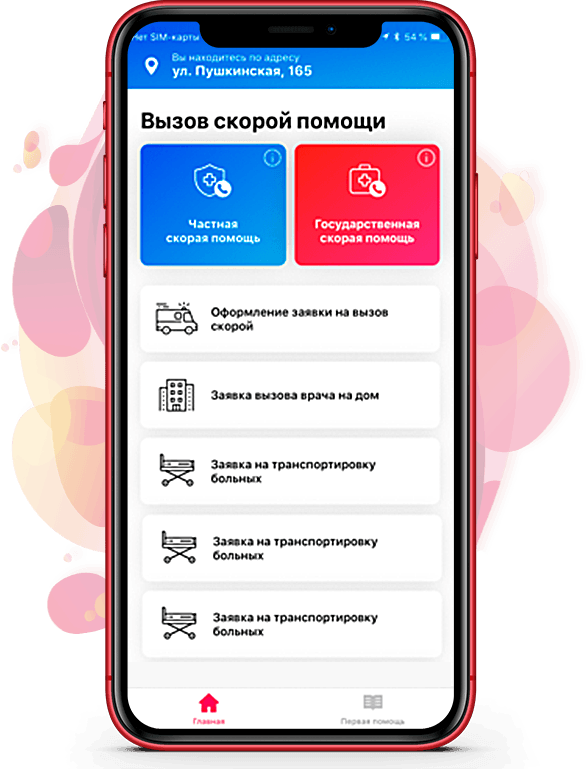 Нет SIM-карты
54 %
Вы находитесь по адресу
ул. Пушкинская, 165
Вызов скорой помощи
Частная
скорая помощь
Государственная
скорая помощь
Оформление заявки на вызов
скорой
Заявка вызова врача на дом
Заявка на транспортировку
больных
Заявка на транспортировку
больных
Заявка на транспортировку
больных
Главная
Первая помощь